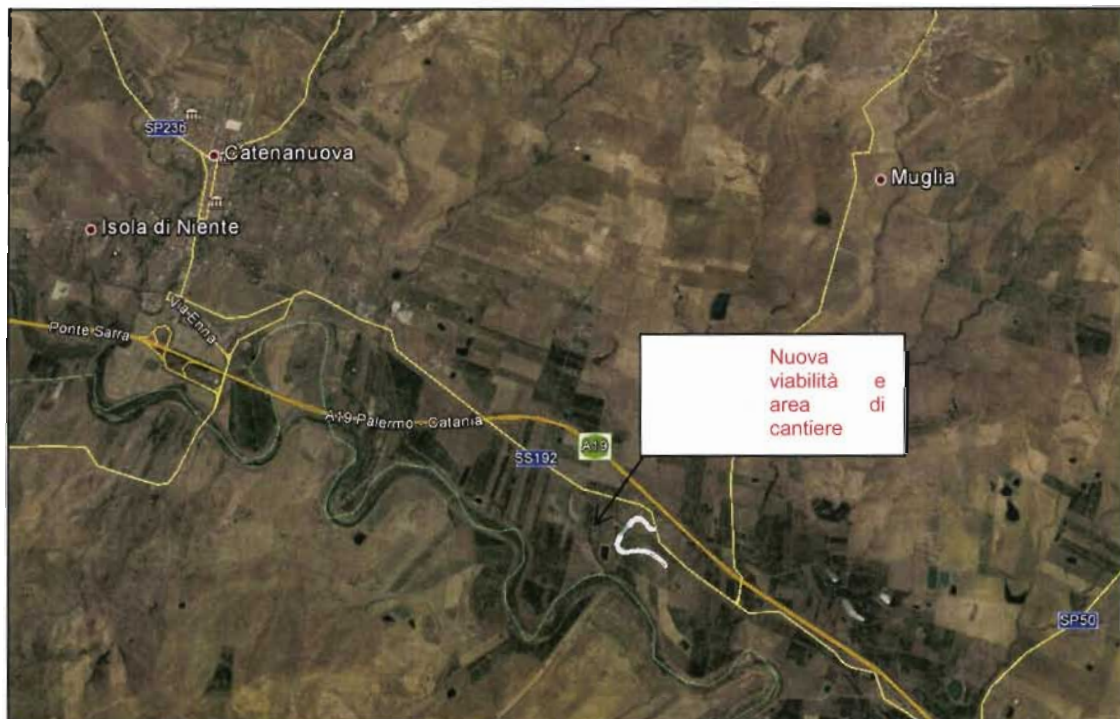 SP23b
Catenanuova
Muglia
Isola di Niente
Via Enna
Ponte Sarra
Nuova
viabilità e
area di
cantiere
A19 Palermo - Catania
A19
SS192
SP50